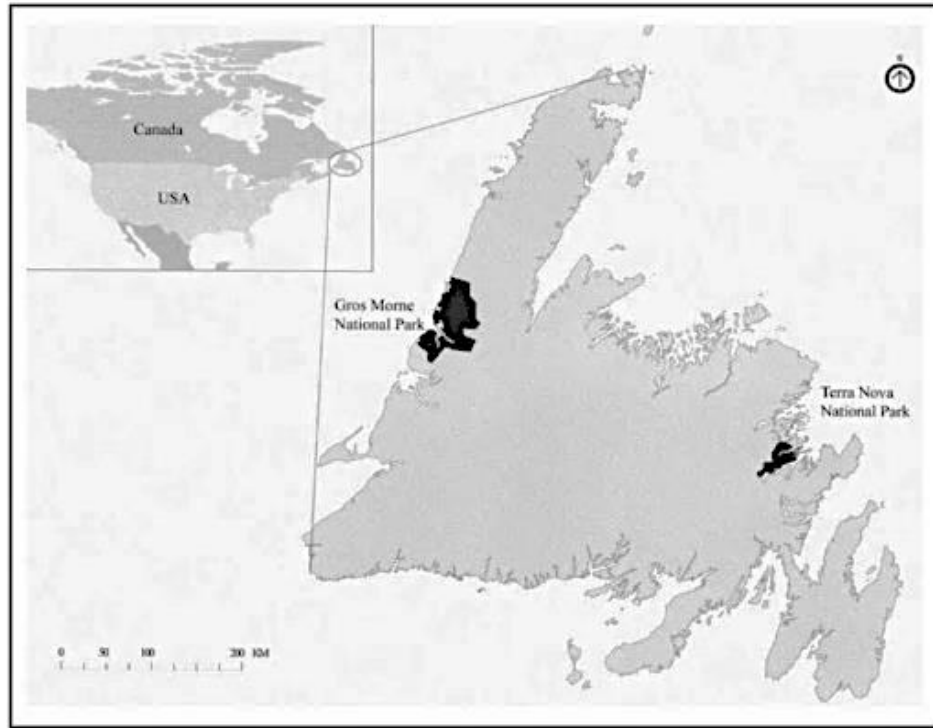 Canada
USA
Gros Morne
National Park
Terra Nova
National Park
0 50 100 200 KM